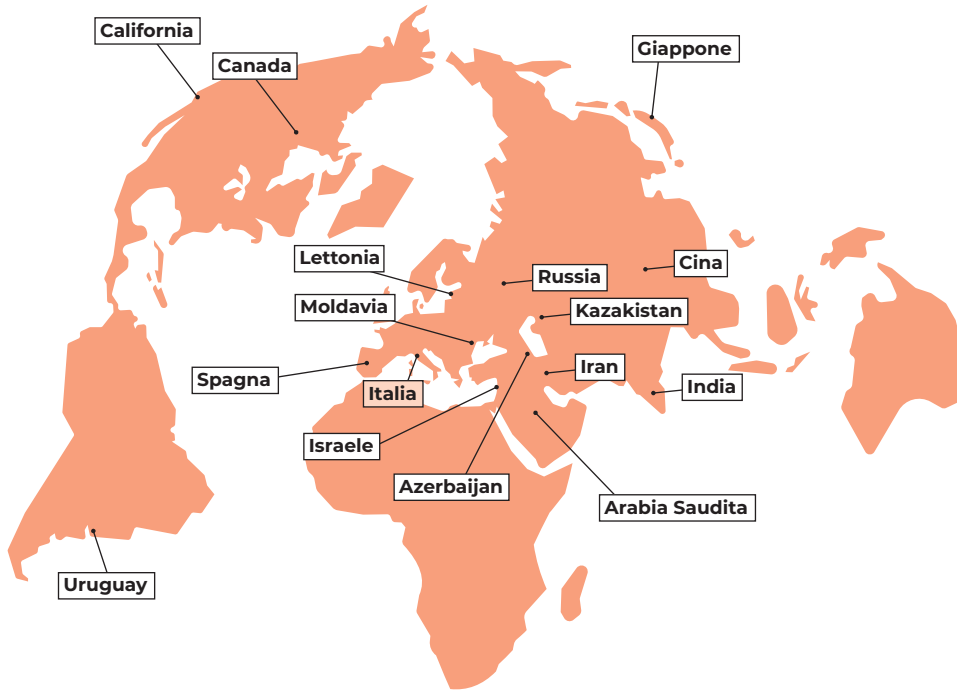 California
Giappone
Canada
Lettonia
Cina
Russia
Moldavia
Kazakistan
Iran
Spagna
India
Italia
Israele
Azerbaijan
Arabia Saudita
Uruguay